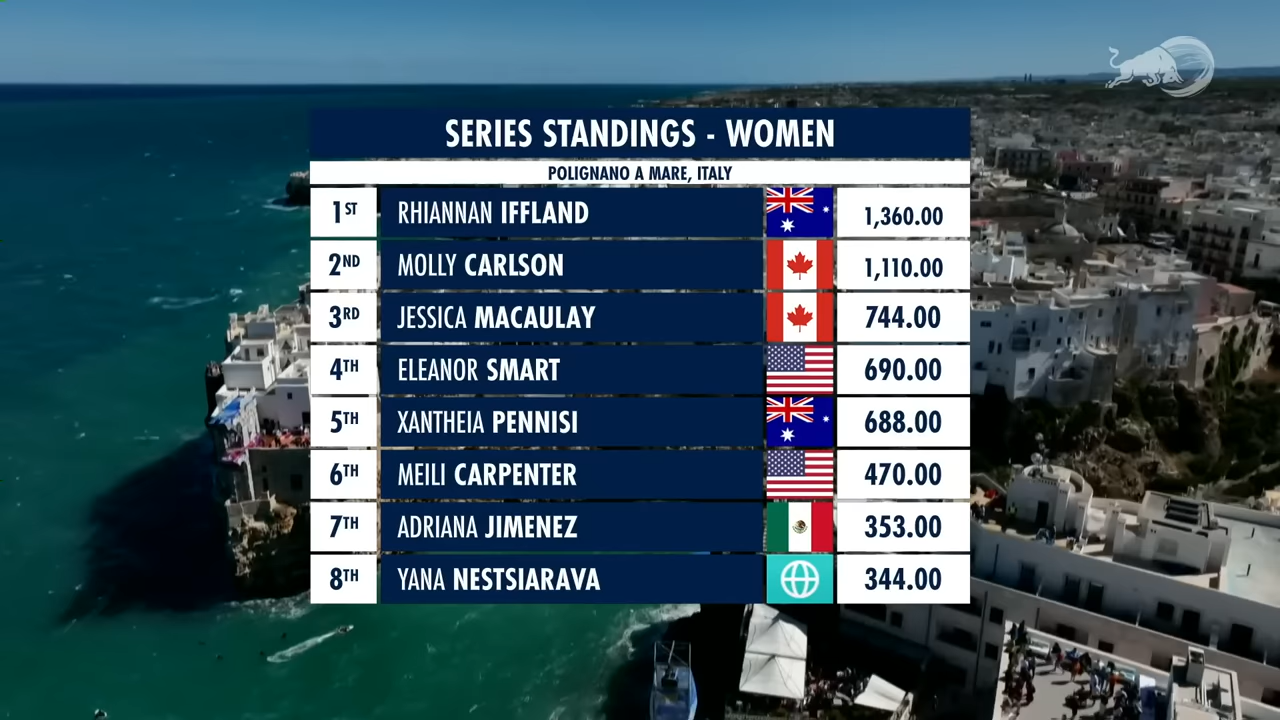 SERIES STANDINGS - WOMEN
POLIGNANO A MARE, ITALY
1ST RHIANNAN IFFLAND 1,360.00
2ND MOLLY CARLSON 1,110.00
3RD JESSICA MACAULAY 744.00
4TH ELEANOR SMART 690.00
5TH XANTHEIA PENNISI 688.00
6TH MEILI CARPENTER 470.00
7TH ADRIANA JIMENEZ 353.00
8TH YANA NESTSIARAVA 344.00